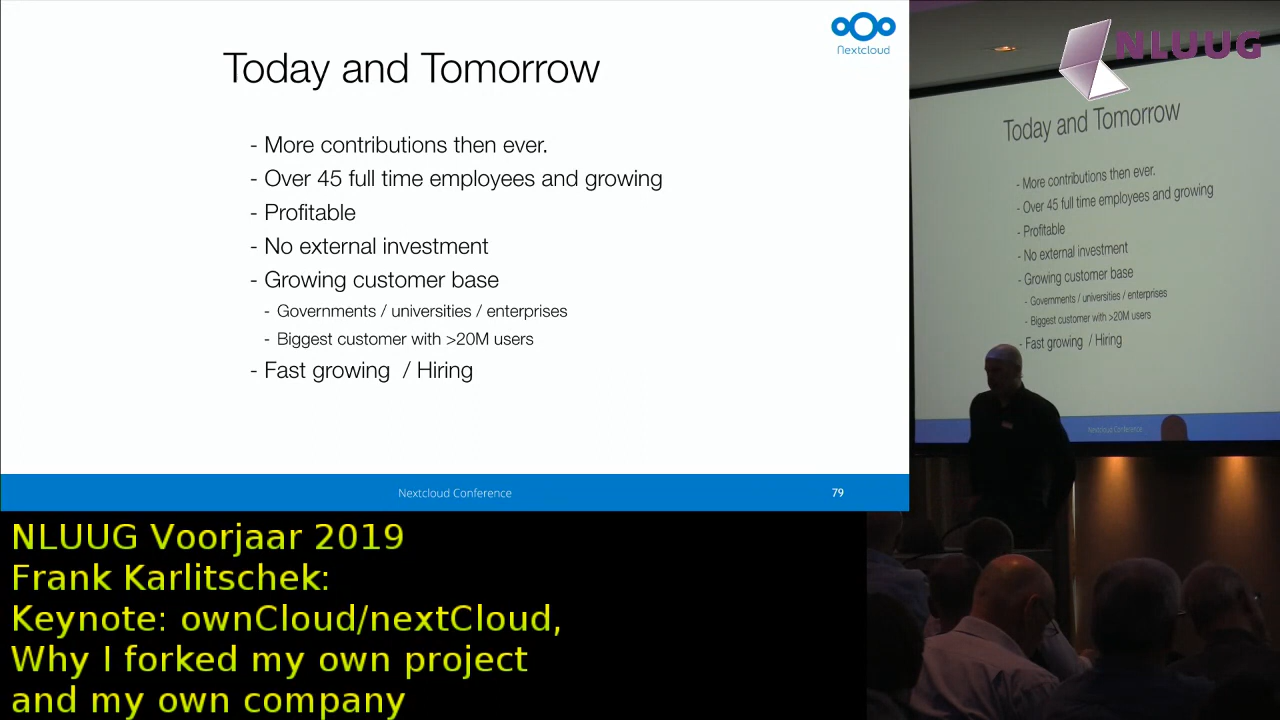 Nextcloud
Today and Tomorrow
- More contributions then ever.
- Over 45 full time employees and growing
- Profitable
- No external investment
- Growing customer base
- Governments / universities / enterprises
- Biggest customer with >20M users
- Fast growing / Hiring
Nextcloud Conference
79
NLUUG
Today and Tomorrow
- More contributions then ever.
- Over 45 full time employees and growing
- Profitable
- No external investment
- Growing customer base
- Governments / universities / enterprises
- Biggest customer with >20M users
- Fast growing / Hiring
Nextcloud Conference
NLUUG Voorjaar 2019
Frank Karlitschek:
Keynote: ownCloud/nextCloud,
Why I forked my own project
and my own company